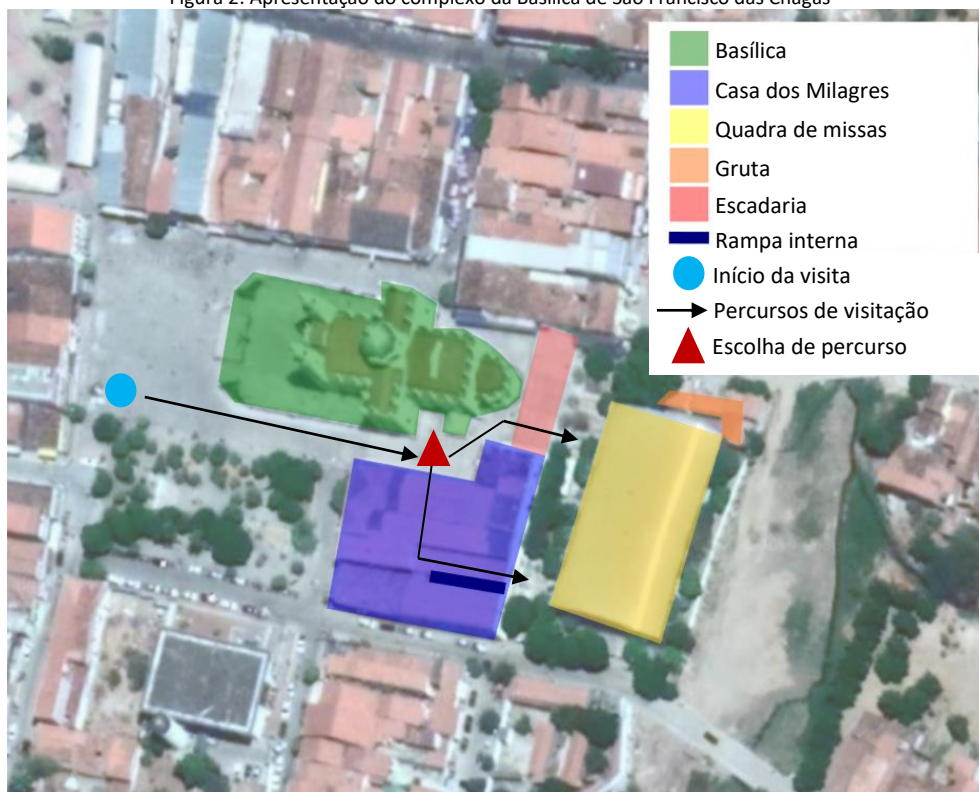 Figura 2: Apresentação do complexo da Basílica de São Francisco das Chagas
Basílica
Casa dos Milagres
Quadra de missas
Gruta
Escadaria
Rampa interna
Início da visita
Percursos de visitação
Escolha de percurso